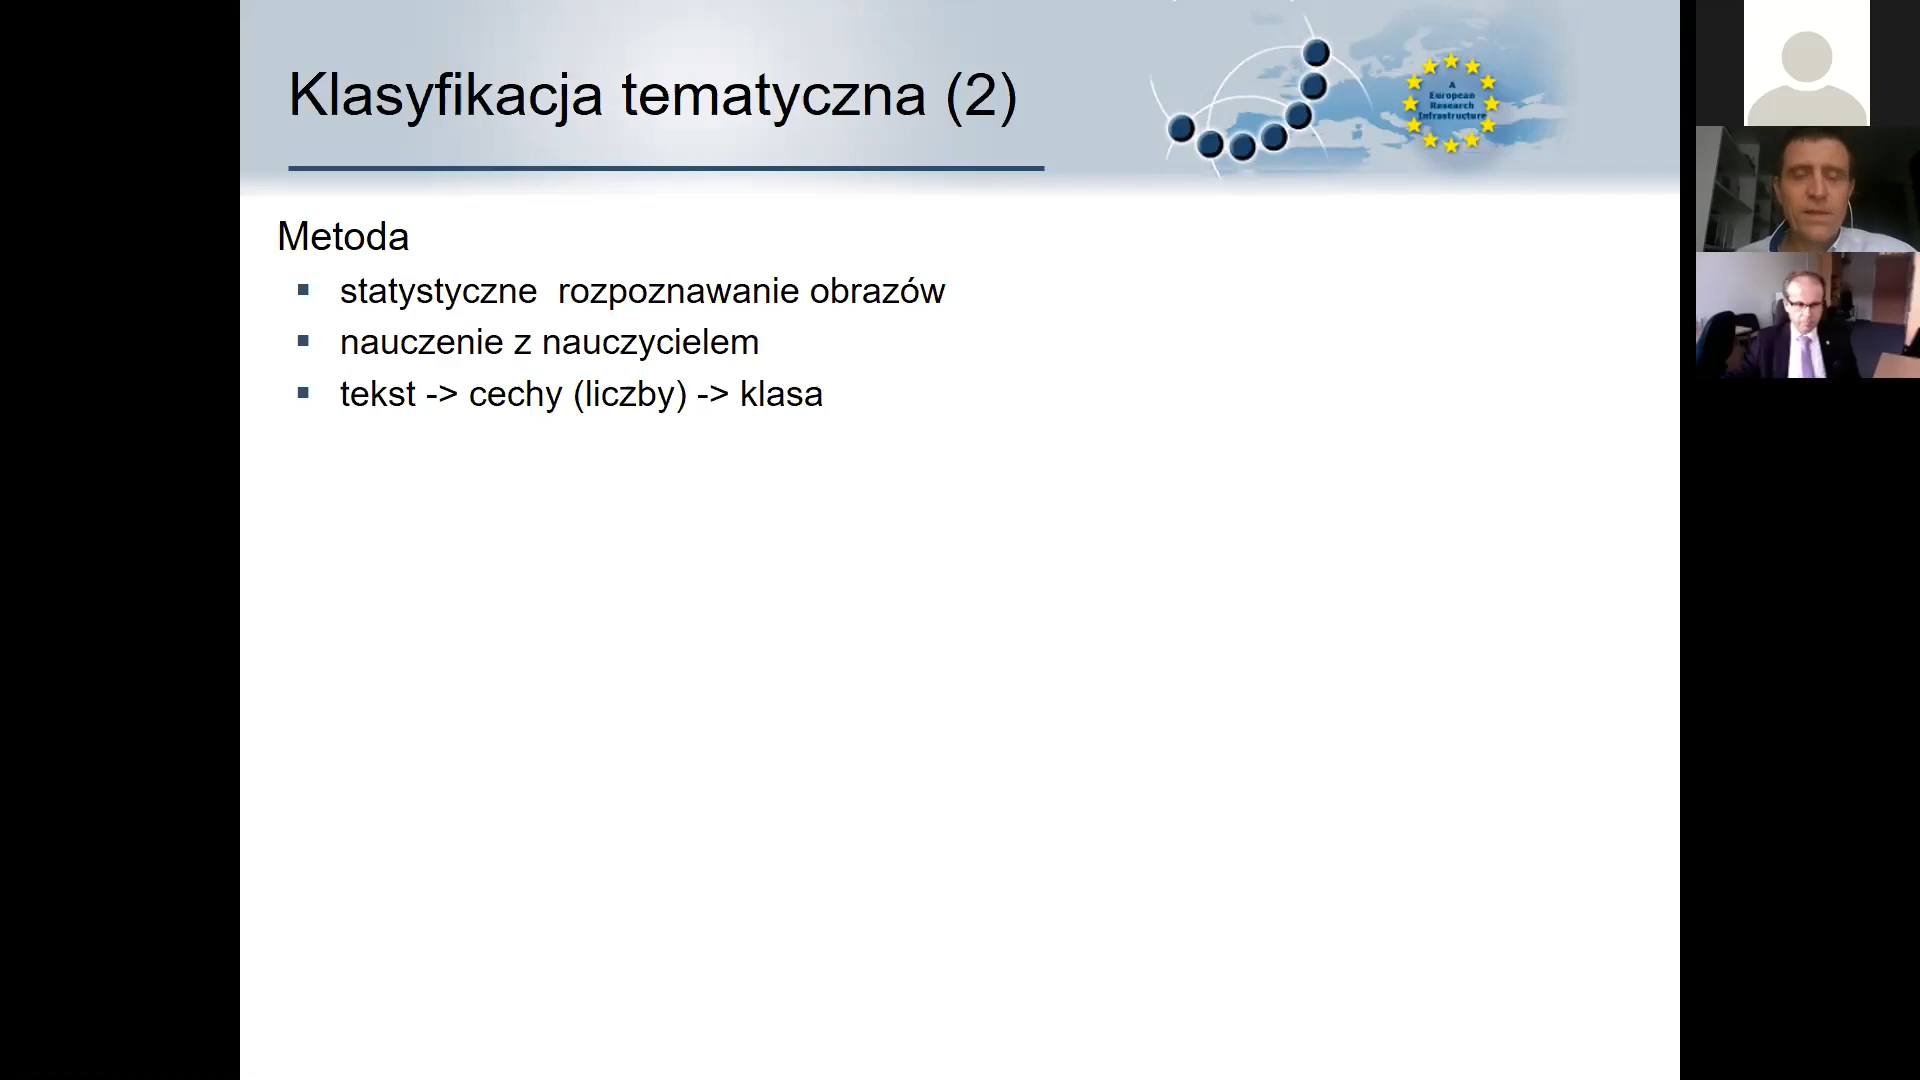 Klasyfikacja tematyczna (2)
A
European
Research
Infrastructure
Metoda
statystyczne  rozpoznawanie obrazów
nauczenie z nauczycielem
tekst -> cechy (liczby) -> klasa